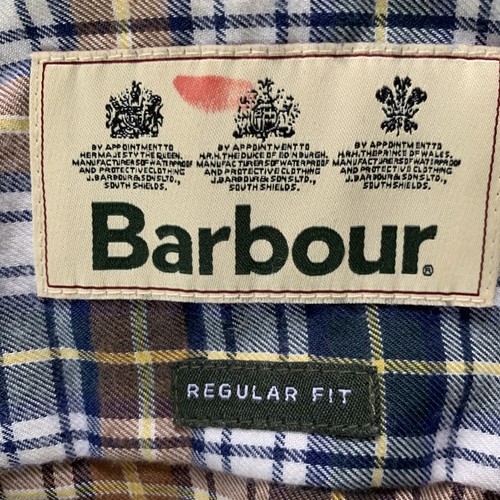 BY APPOINTMENT TO
HER MAJESTY THE QUEEN.
MANUFACTURERS OF WATERPROOF
AND PROTECTIVE CLOTHING
J.BARBOUR & SONS LTD.,
SOUTH SHIELDS.
BY APPOINTMENT TO
H.R.H. THE DUKE OF EDINBURGH.
MANUFACTURERS OF WATERPROOF
AND PROTECTIVE CLOTHING
J.BARBOUR & SONS LTD.,
SOUTH SHIELDS.
BY APPOINTMENT TO
H.R.H. THE PRINCE OF WALES.
MANUFACTURERS OF WATERPROOF
AND PROTECTIVE CLOTHING
J.BARBOUR & SONS LTD.,
SOUTH SHIELDS.
Barbour®
REGULAR FIT